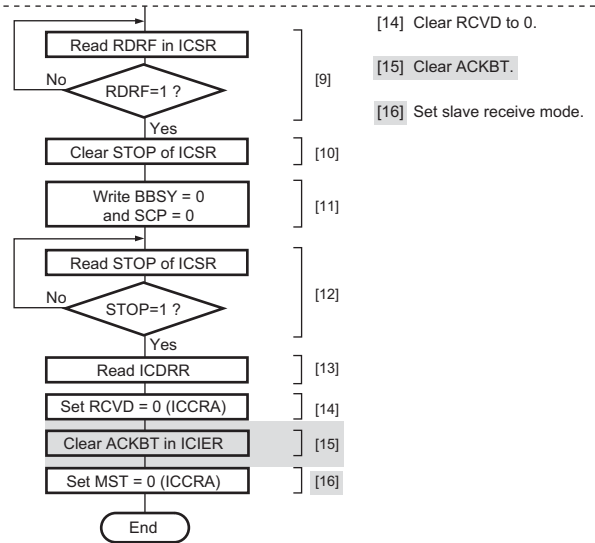 [14] Clear RCVD to 0.
[15] Clear ACKBT.
[16] Set slave receive mode.
Read RDRF in ICSR
No
RDRF=1 ?
[9]
Yes
Clear STOP of ICSR
[10]
Write BBSY = 0
and SCP = 0
[11]
Read STOP of ICSR
No
STOP=1 ?
[12]
Yes
Read ICDRR
[13]
Set RCVD = 0 (ICCRA)
[14]
Clear ACKBT in ICIER
[15]
Set MST = 0 (ICCRA)
[16]
End